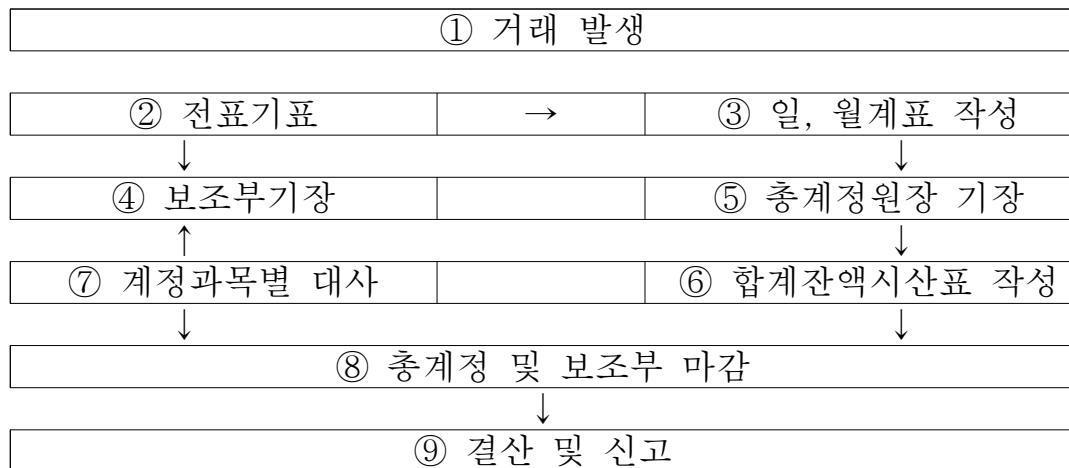 ① 거래 발생
② 전표기표 → ③ 일, 월계표 작성
↓ ↓
④ 보조부기장 ⑤ 총계정원장 기장
↑ ↓
⑦ 계정과목별 대사 ⑥ 합계잔액시산표 작성
↓ ↓
⑧ 총계정 및 보조부 마감
↓
⑨ 결산 및 신고